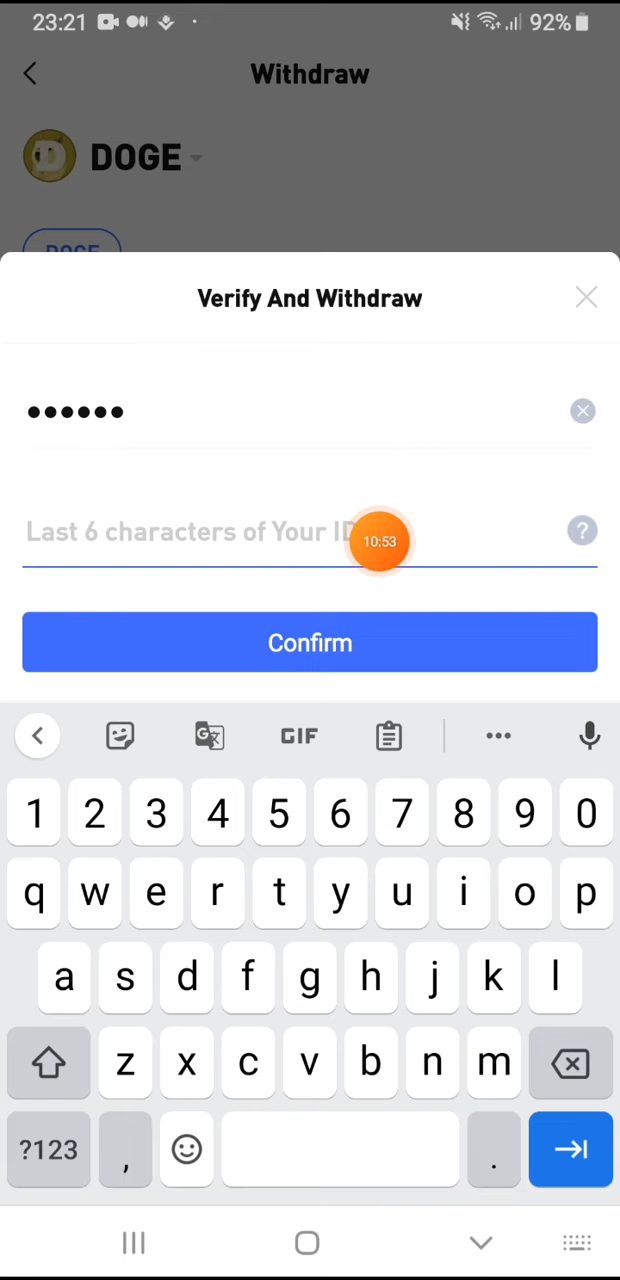 23:21
92%
Withdraw
DOGE
DOGE
Verify And Withdraw
••••••
Last 6 characters of Your ID
10:53
Confirm
GIF
1 2 3 4 5 6 7 8 9 0
q w e r t y u i o p
a s d f g h j k l
z x c v b n m
?123 , .